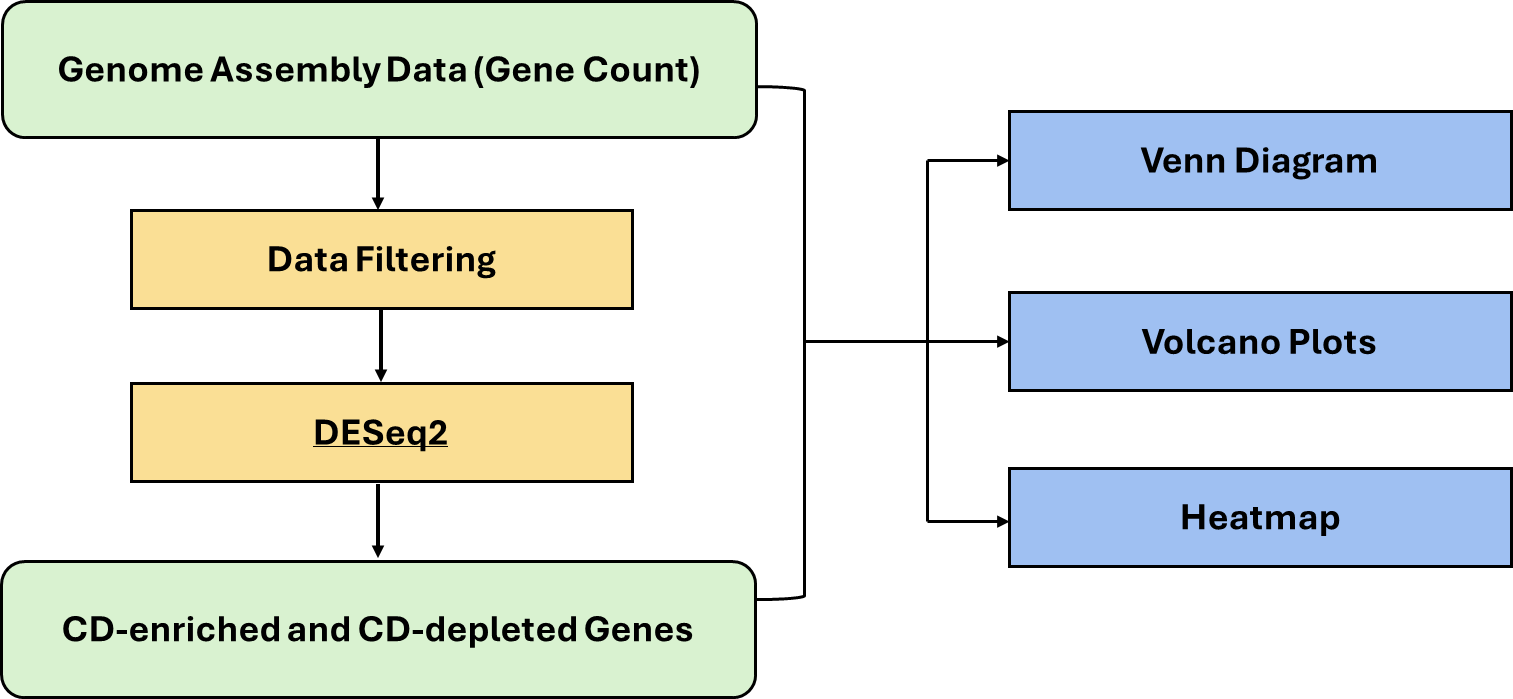 Genome Assembly Data (Gene Count)
Data Filtering
DESeq2
CD-enriched and CD-depleted Genes
Venn Diagram
Volcano Plots
Heatmap